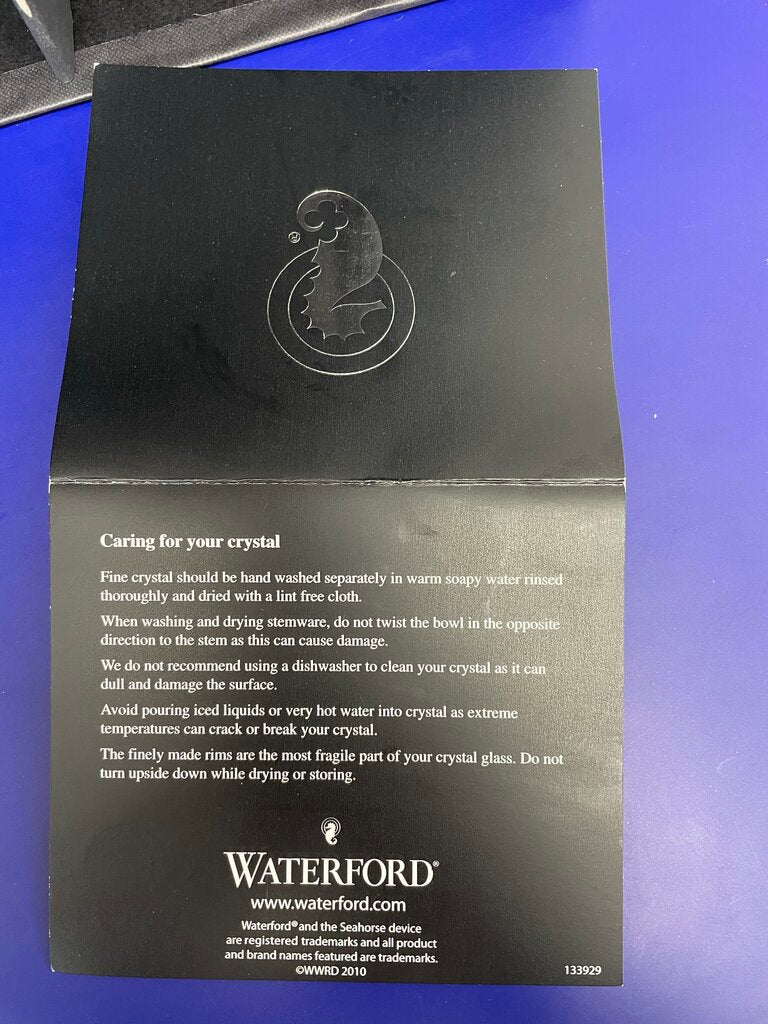 ®
Caring for your crystal
Fine crystal should be hand washed separately in warm soapy water rinsed
thoroughly and dried with a lint free cloth.
When washing and drying stemware, do not twist the bowl in the opposite
direction to the stem as this can cause damage.
We do not recommend using a dishwasher to clean your crystal as it can
dull and damage the surface.
Avoid pouring iced liquids or very hot water into crystal as extreme
temperatures can crack or break your crystal.
The finely made rims are the most fragile part of your crystal glass. Do not
turn upside down while drying or storing.
WATERFORD®
www.waterford.com
Waterford® and the Seahorse device
are registered trademarks and all product
and brand names featured are trademarks.
©WWRD 2010
133929